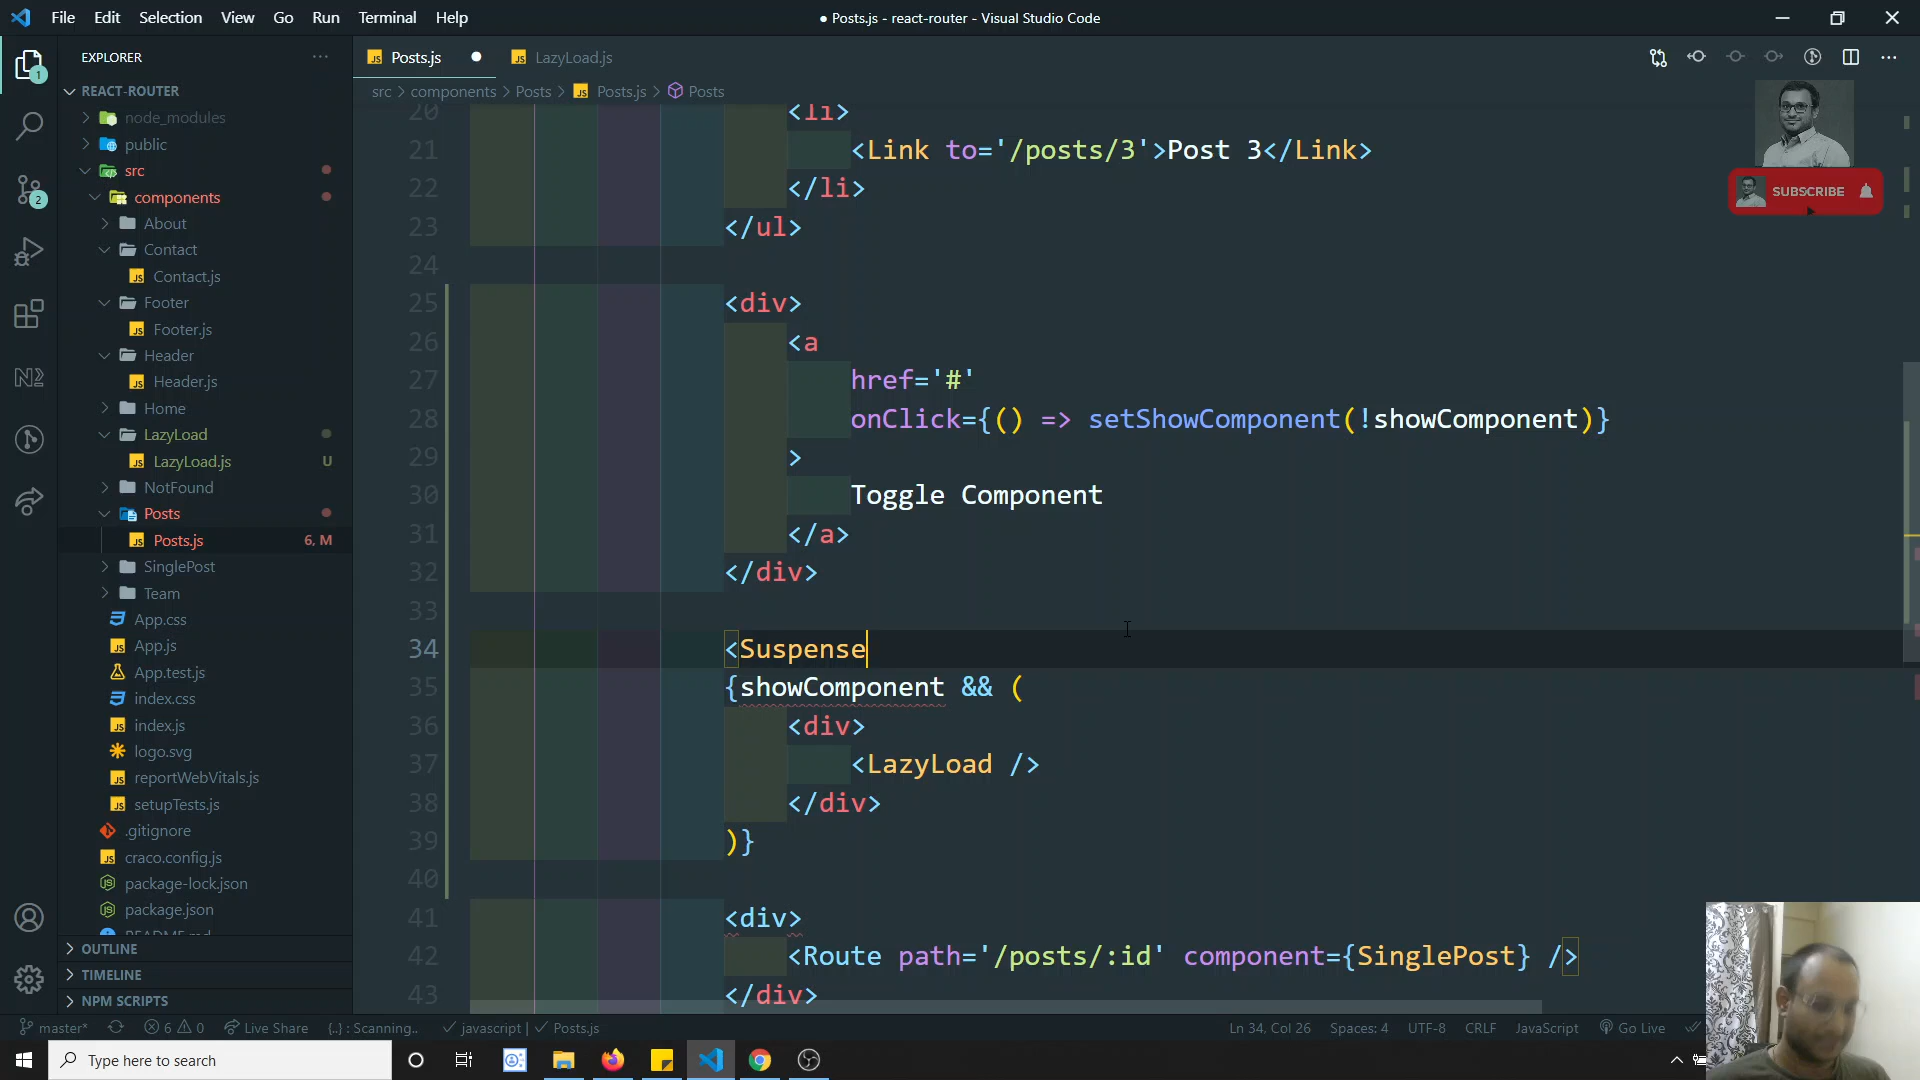 File Edit Selection View Go Run Terminal Help
● Posts.js - react-router - Visual Studio Code
EXPLORER
Posts.js
LazyLoad.js
REACT-ROUTER
src > components > Posts > Posts.js > Posts
node_modules
public
src
components
About
Contact
Contact.js
Footer
Footer.js
Header
Header.js
Home
LazyLoad
LazyLoad.js U
NotFound
Posts
Posts.js 6, M
SinglePost
Team
App.css
App.js
App.test.js
index.css
index.js
logo.svg
reportWebVitals.js
setupTests.js
.gitignore
craco.config.js
package-lock.json
package.json
README.md
OUTLINE
TIMELINE
NPM SCRIPTS
1
2
20 <li>
21 <Link to='/posts/3'>Post 3</Link>
22 </li>
23 </ul>
24
25 <div>
26 <a
27 href='#'
28 onClick={() => setShowComponent(!showComponent)}
29 >
30 Toggle Component
31 </a>
32 </div>
33
34 <Suspense
35 {showComponent && (
36 <div>
37 <LazyLoad />
38 </div>
39 )}
40
41 <div>
42 <Route path='/posts/:id' component={SinglePost} />
43 </div>
SUBSCRIBE
master* 6 0 Live Share {..} : Scanning.. javascript | Posts.js
Ln 34, Col 26 Spaces: 4 UTF-8 CRLF JavaScript Go Live
Type here to search